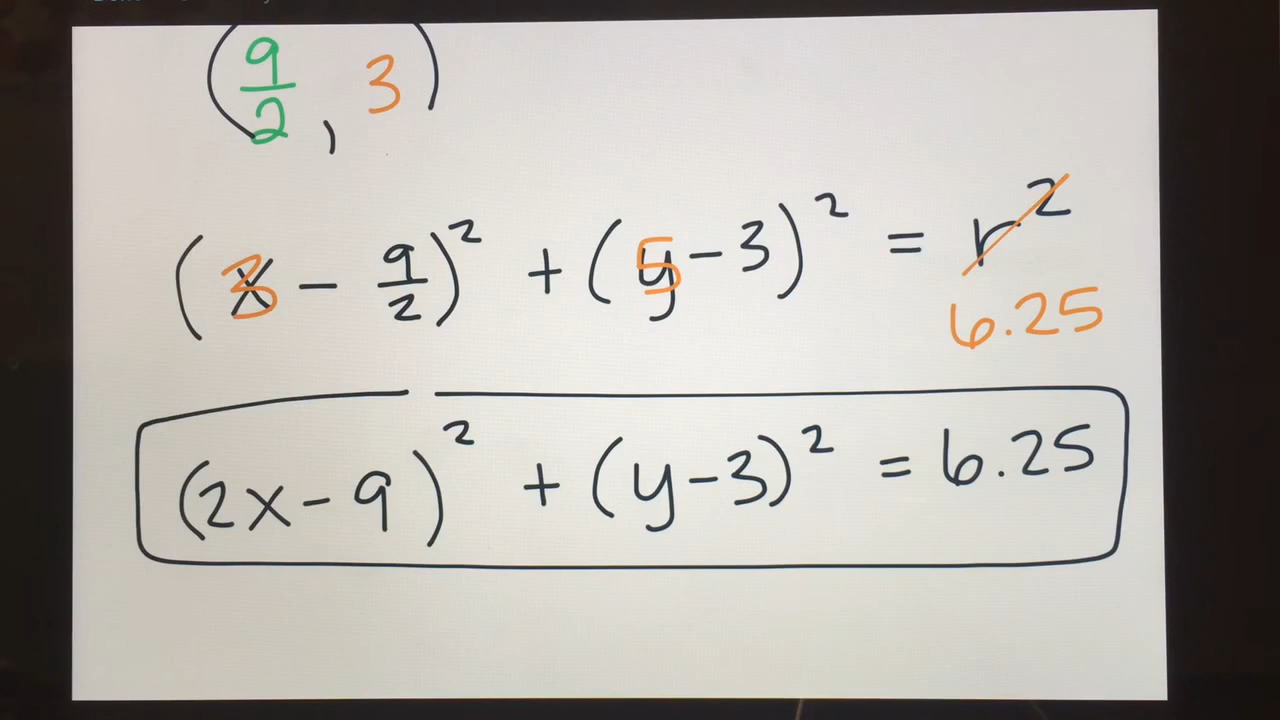 (9/2, 3)
(x 3 - 9/2)² + (y 5 - 3)² = r²
6.25
(2x - 9)² + (y - 3)² = 6.25